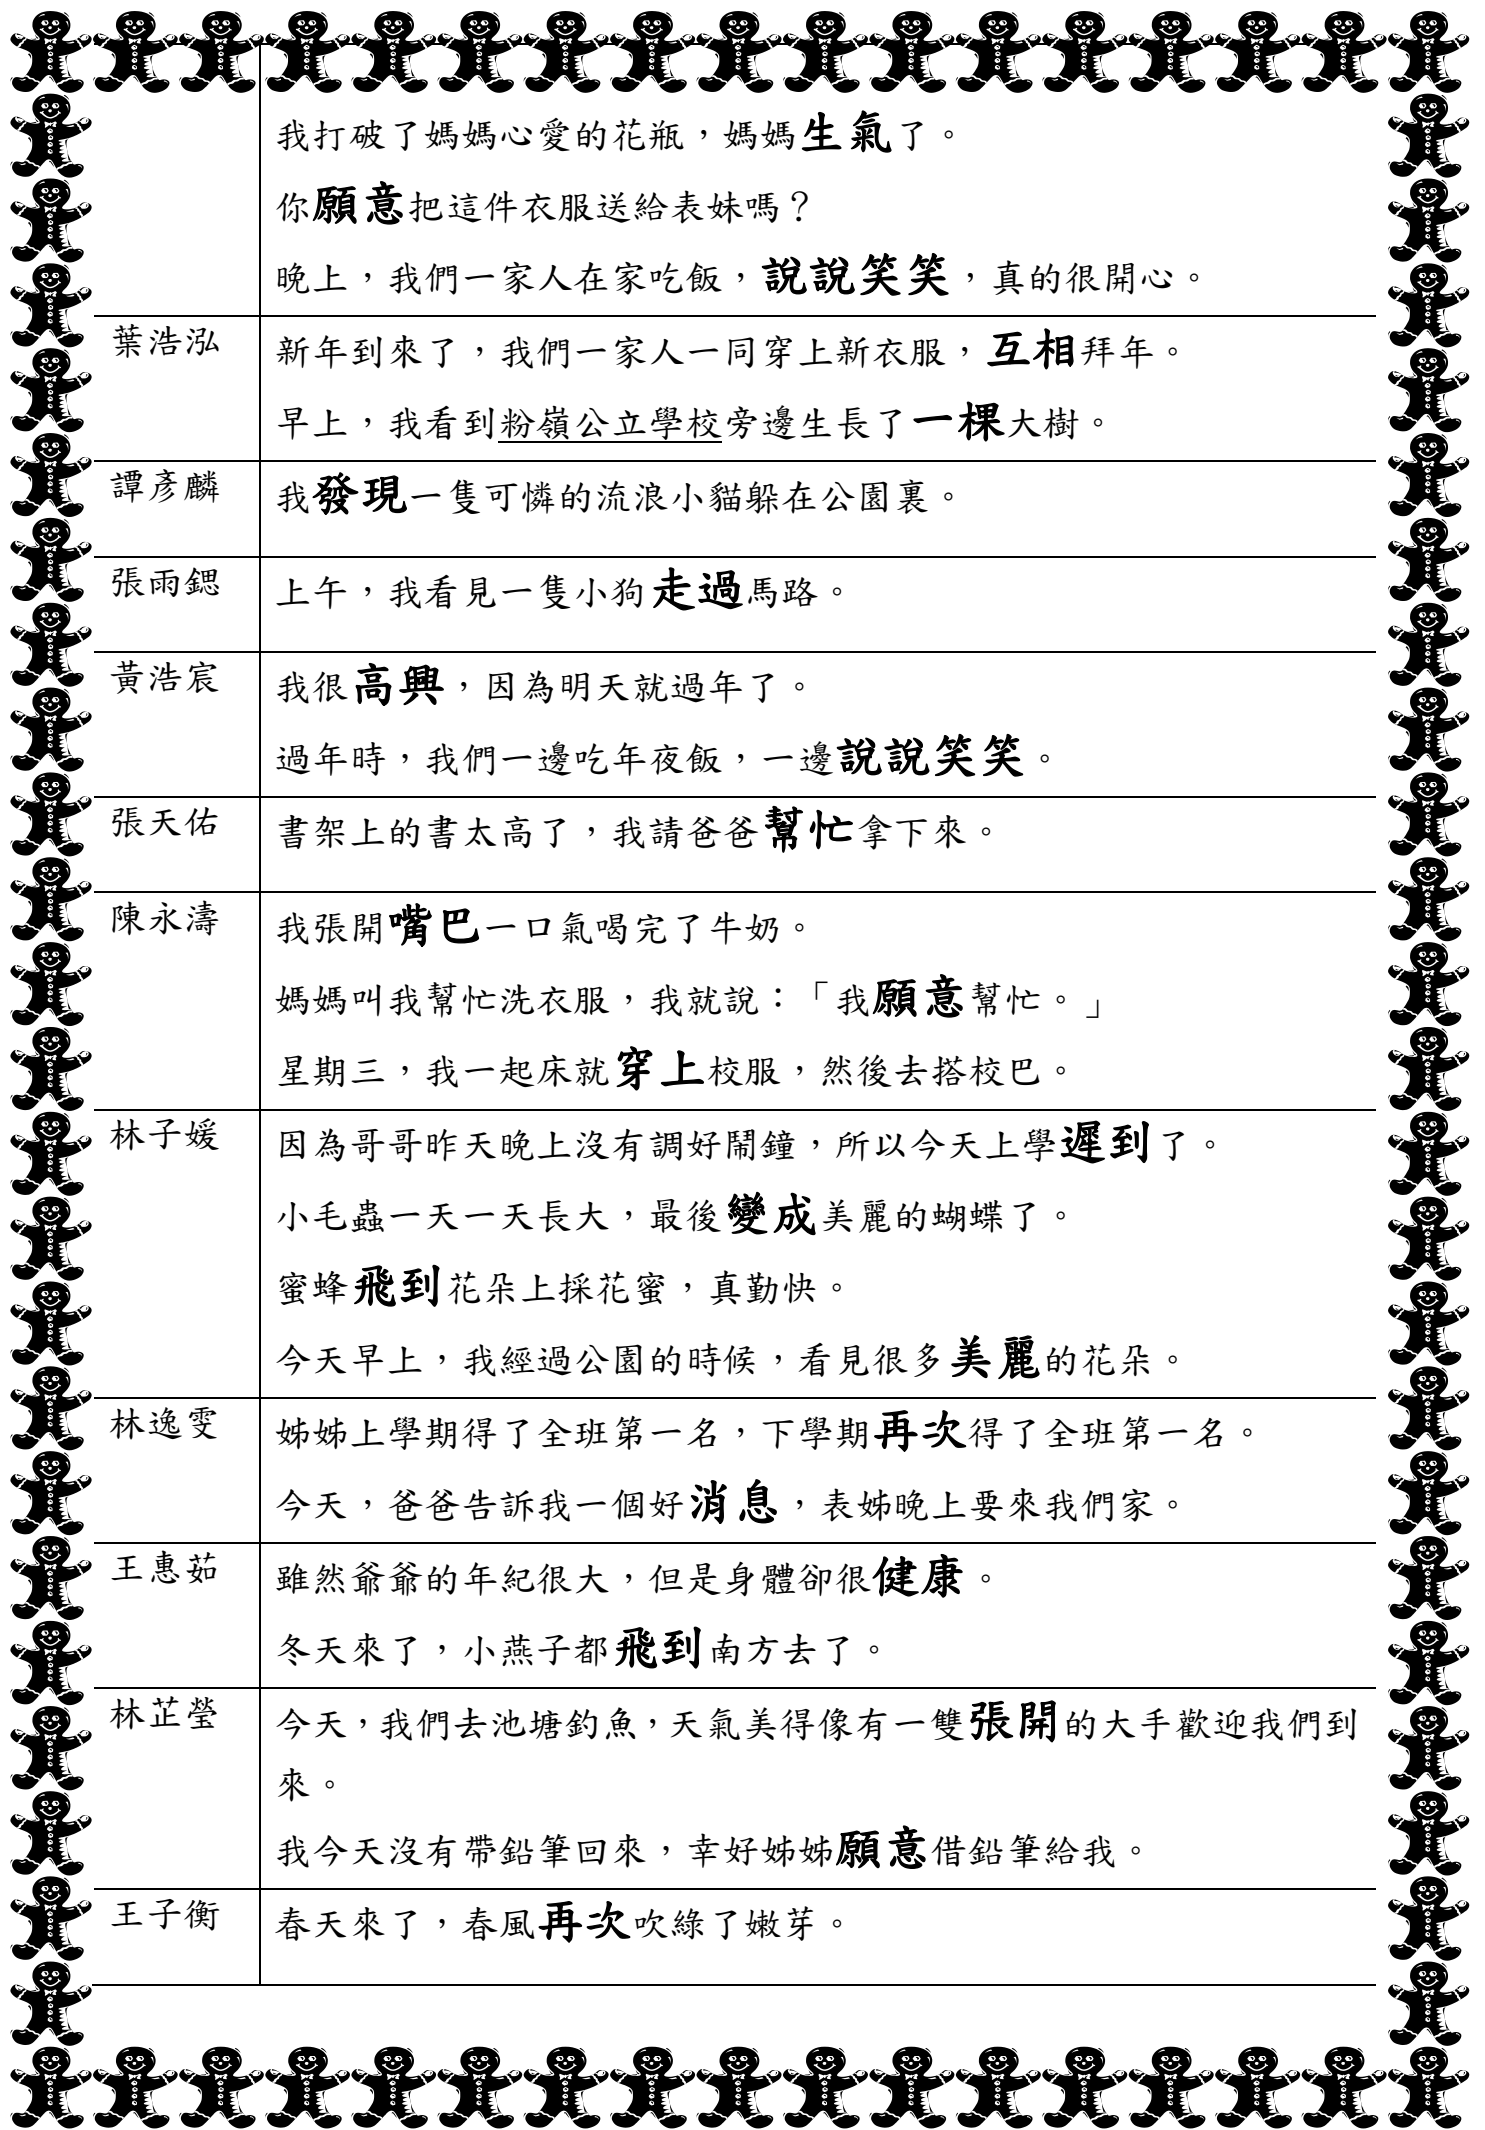 我打破了媽媽心愛的花瓶，媽媽生氣了。
你願意把這件衣服送給表妹嗎？
晚上，我們一家人在家吃飯，說說笑笑，真的很開心。
葉浩泓
新年到來了，我們一家人一同穿上新衣服，互相拜年。
早上，我看到粉嶺公立學校旁邊生長了一棵大樹。
譚彥麟
我發現一隻可憐的流浪小貓躲在公園裏。
張雨鍶
上午，我看見一隻小狗走過馬路。
黃浩宸
我很高興，因為明天就過年了。
過年時，我們一邊吃年夜飯，一邊說說笑笑。
張天佑
書架上的書太高了，我請爸爸幫忙拿下來。
陳永濤
我張開嘴巴一口氣喝完了牛奶。
媽媽叫我幫忙洗衣服，我就說：「我願意幫忙。」
星期三，我一起床就穿上校服，然後去搭校巴。
林子媛
因為哥哥昨天晚上沒有調好鬧鐘，所以今天上學遲到了。
小毛蟲一天一天長大，最後變成美麗的蝴蝶了。
蜜蜂飛到花朵上採花蜜，真勤快。
今天早上，我經過公園的時候，看見很多美麗的花朵。
林逸雯
姊姊上學期得了全班第一名，下學期再次得了全班第一名。
今天，爸爸告訴我一個好消息，表姊晚上要來我們家。
王惠茹
雖然爺爺的年紀很大，但是身體卻很健康。
冬天來了，小燕子都飛到南方去了。
林芷瑩
今天，我們去池塘釣魚，天氣美得像有一雙張開的大手歡迎我們到
來。
我今天沒有帶鉛筆回來，幸好姊姊願意借鉛筆給我。
王子衡
春天來了，春風再次吹綠了嫩芽。